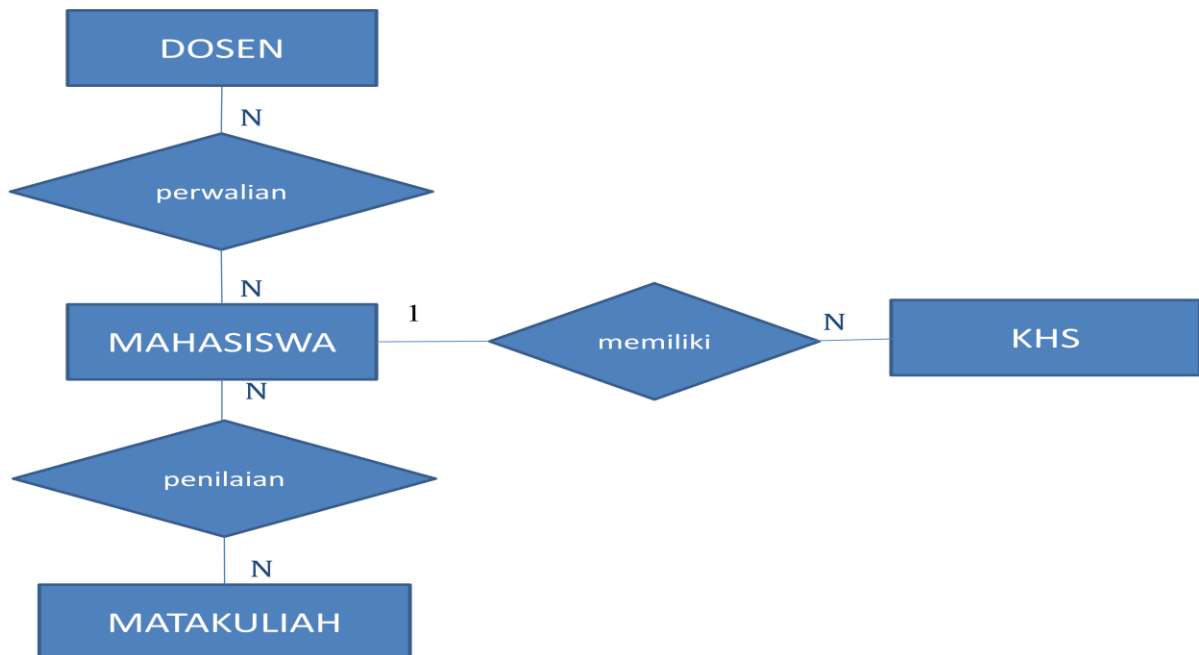 DOSEN
N
perwalian
N
MAHASISWA
1
memiliki
N
KHS
N
penilaian
N
MATAKULIAH